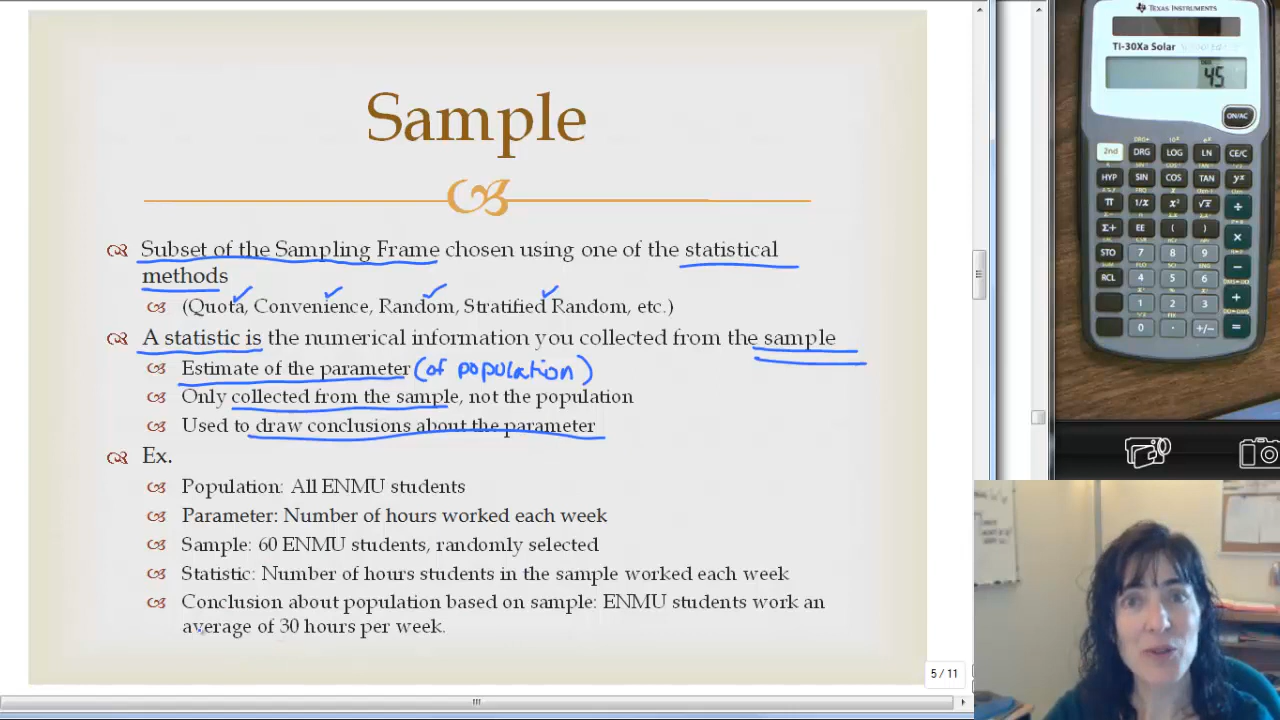 Sample
Subset of the Sampling Frame chosen using one of the statistical
methods
(Quota, Convenience, Random, Stratified Random, etc.)
A statistic is the numerical information you collected from the sample
Estimate of the parameter (of population)
Only collected from the sample, not the population
Used to draw conclusions about the parameter
Ex.
Population: All ENMU students
Parameter: Number of hours worked each week
Sample: 60 ENMU students, randomly selected
Statistic: Number of hours students in the sample worked each week
Conclusion about population based on sample: ENMU students work an
average of 30 hours per week.
5 / 11
TEXAS INSTRUMENTS
TI-30Xa Solar
45
ON/AC
2nd DRG LOG LN CE/C
HYP SIN COS TAN yˣ
π 1/x x² √x ÷
Σ+ EE ( ) ×
STO 7 8 9 −
RCL 4 5 6 +
1 2 3
0 . +/− =